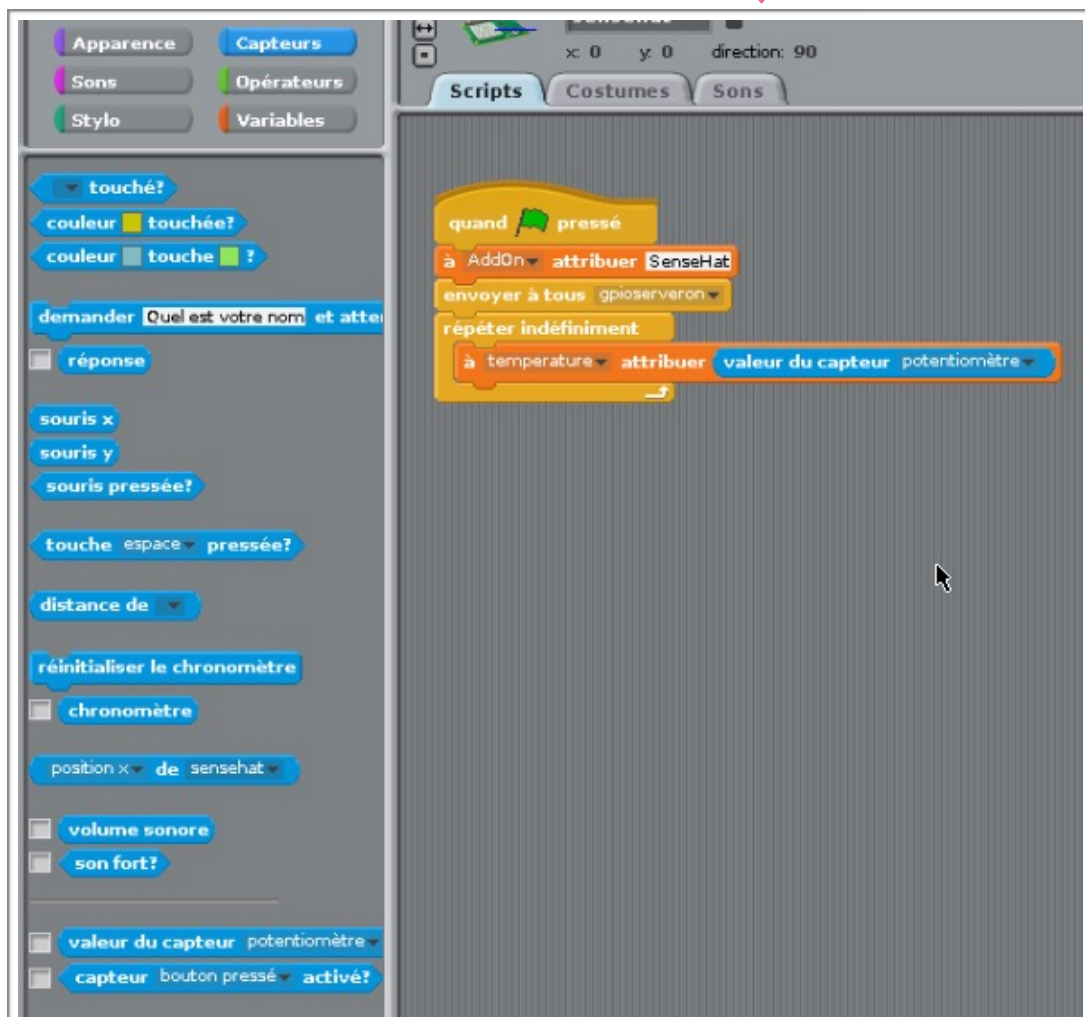 Apparence Capteurs
Sons Opérateurs
Stylo Variables
touché?
couleur touchée?
couleur touche ?
demander Quel est votre nom et atte
réponse
souris x
souris y
souris pressée?
touche espace pressée?
distance de
réinitialiser le chronomètre
chronomètre
position x de sensehat
volume sonore
son fort?
valeur du capteur potentiomètre
capteur bouton pressé activé?
sensehat
x: 0 y: 0 direction: 90
Scripts Costumes Sons
quand pressé
à AddOn attribuer SenseHat
envoyer à tous gpioserveron
répéter indéfiniment
à temperature attribuer valeur du capteur potentiomètre